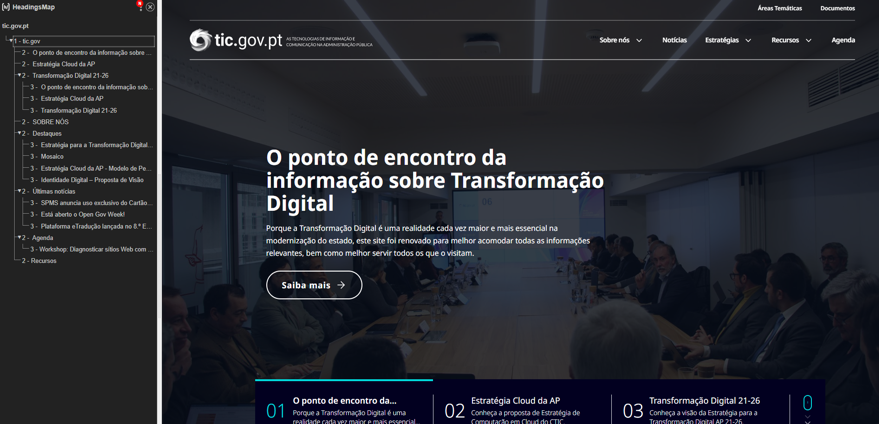 HeadingsMap
tic.gov.pt
1 - tic.gov
2 - O ponto de encontro da informação sobre ...
2 - Estratégia Cloud da AP
2 - Transformação Digital 21-26
3 - O ponto de encontro da informação sob...
3 - Estratégia Cloud da AP
3 - Transformação Digital 21-26
2 - SOBRE NÓS
2 - Destaques
3 - Estratégia para a Transformação Digital...
3 - Mosaico
3 - Estratégia Cloud da AP - Modelo de Pe...
3 - Identidade Digital – Proposta de Visão
2 - Últimas notícias
3 - SPMS anuncia uso exclusivo do Cartão...
3 - Está aberto o Open Gov Week!
3 - Plataforma eTradução lançada no 8.º E...
2 - Agenda
3 - Workshop: Diagnosticar sítios Web com ...
2 - Recursos
Áreas Temáticas Documentos
tic.gov.pt
AS TECNOLOGIAS DE INFORMAÇÃO E
COMUNICAÇÃO NA ADMINISTRAÇÃO PÚBLICA
Sobre nós Notícias Estratégias Recursos Agenda
O ponto de encontro da
informação sobre Transformação
Digital
Porque a Transformação Digital é uma realidade cada vez maior e mais essencial na
modernização do estado, este site foi renovado para melhor acomodar todas as informações
relevantes, bem como melhor servir todos os que o visitam.
Saiba mais
01
O ponto de encontro da...
Porque a Transformação Digital é uma
realidade cada vez maior e mais essencial...
02
Estratégia Cloud da AP
Conheça a proposta de Estratégia de
Computação em Cloud do CTIC
03
Transformação Digital 21-26
Conheça a visão da Estratégia para a
Transformação Digital da AP 21-26